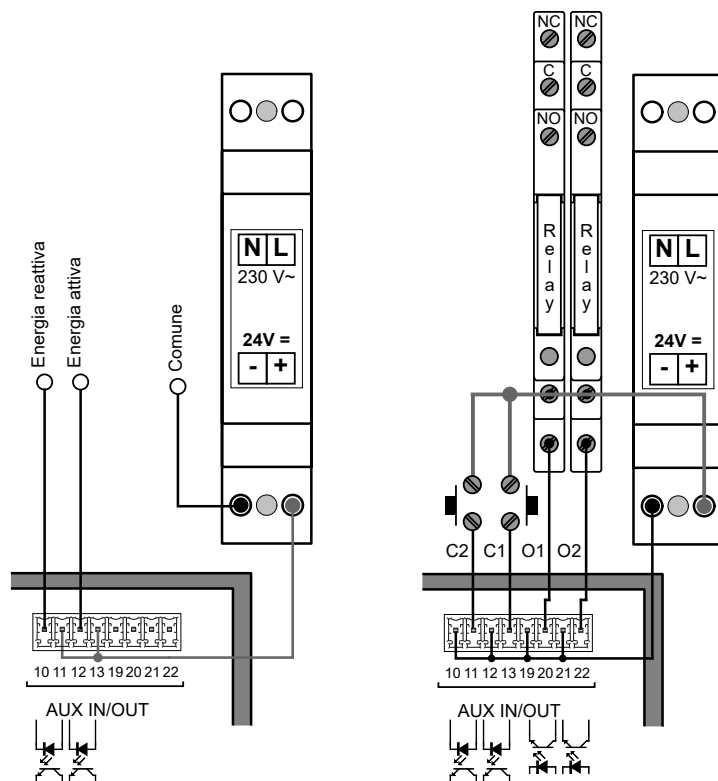 Energia reattiva
Energia attiva
Comune
N L
230 V~
24V =
- +
10 11 12 13 19 20 21 22
AUX IN/OUT
NC NC
C C
NO NO
Relay
Relay
N L
230 V~
24V =
- +
C2 C1 O1 O2
10 11 12 13 19 20 21 22
AUX IN/OUT